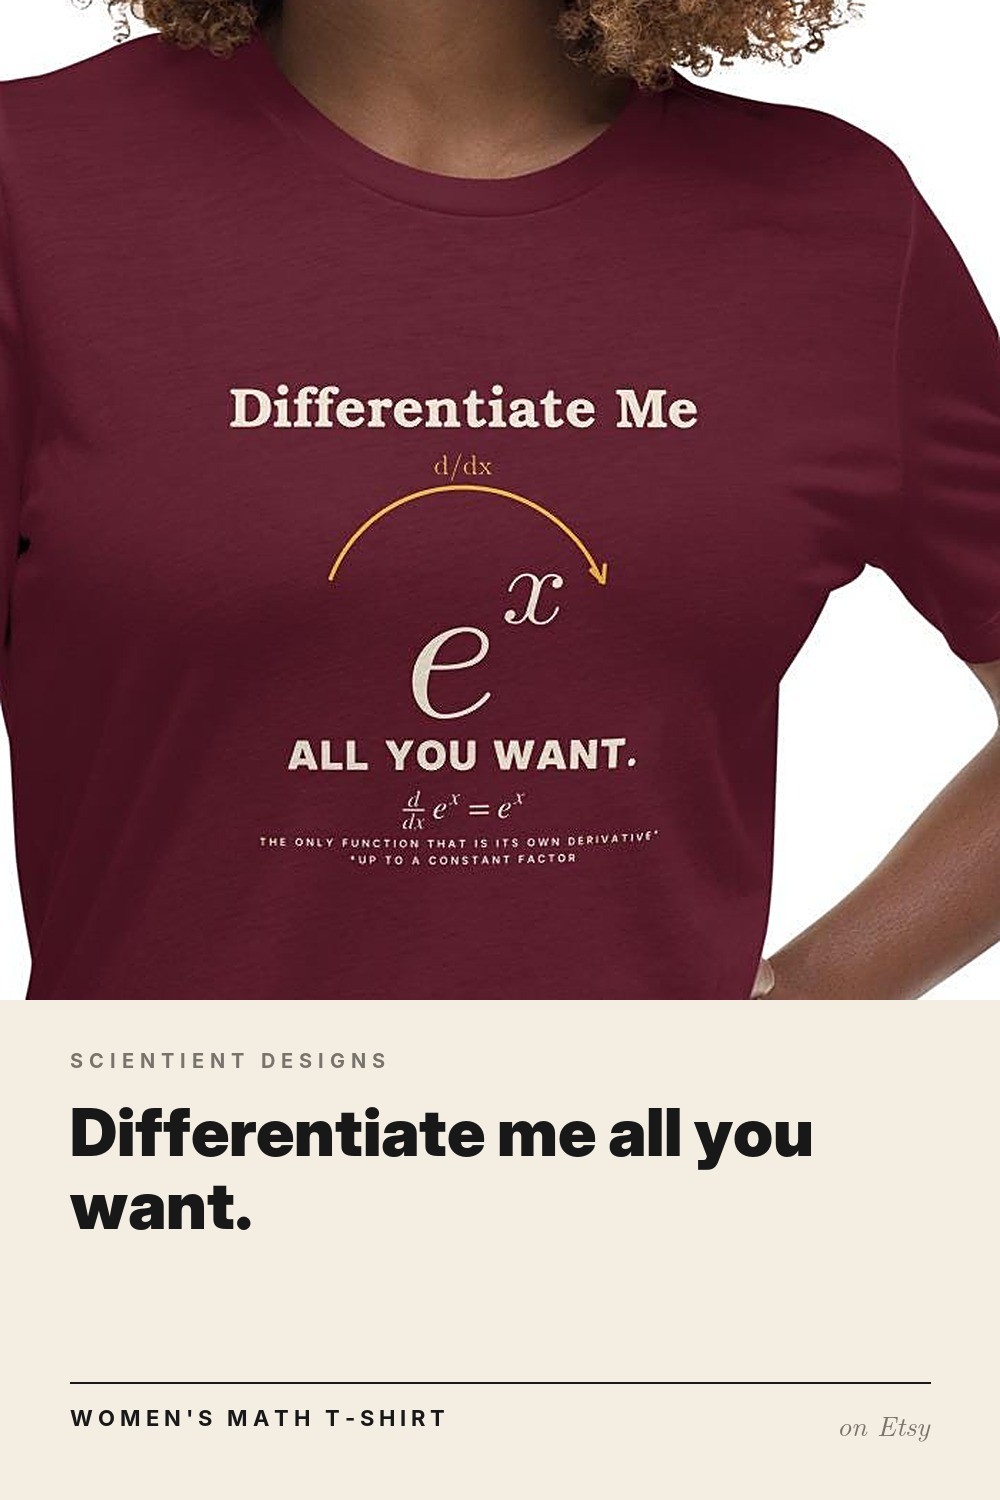 Differentiate Me
d/dx
e^x
ALL YOU WANT.
d/dx e^x = e^x
THE ONLY FUNCTION THAT IS ITS OWN DERIVATIVE*
*UP TO A CONSTANT FACTOR
SCIENTIENT DESIGNS
Differentiate me all you
want.
WOMEN'S MATH T-SHIRT
on Etsy